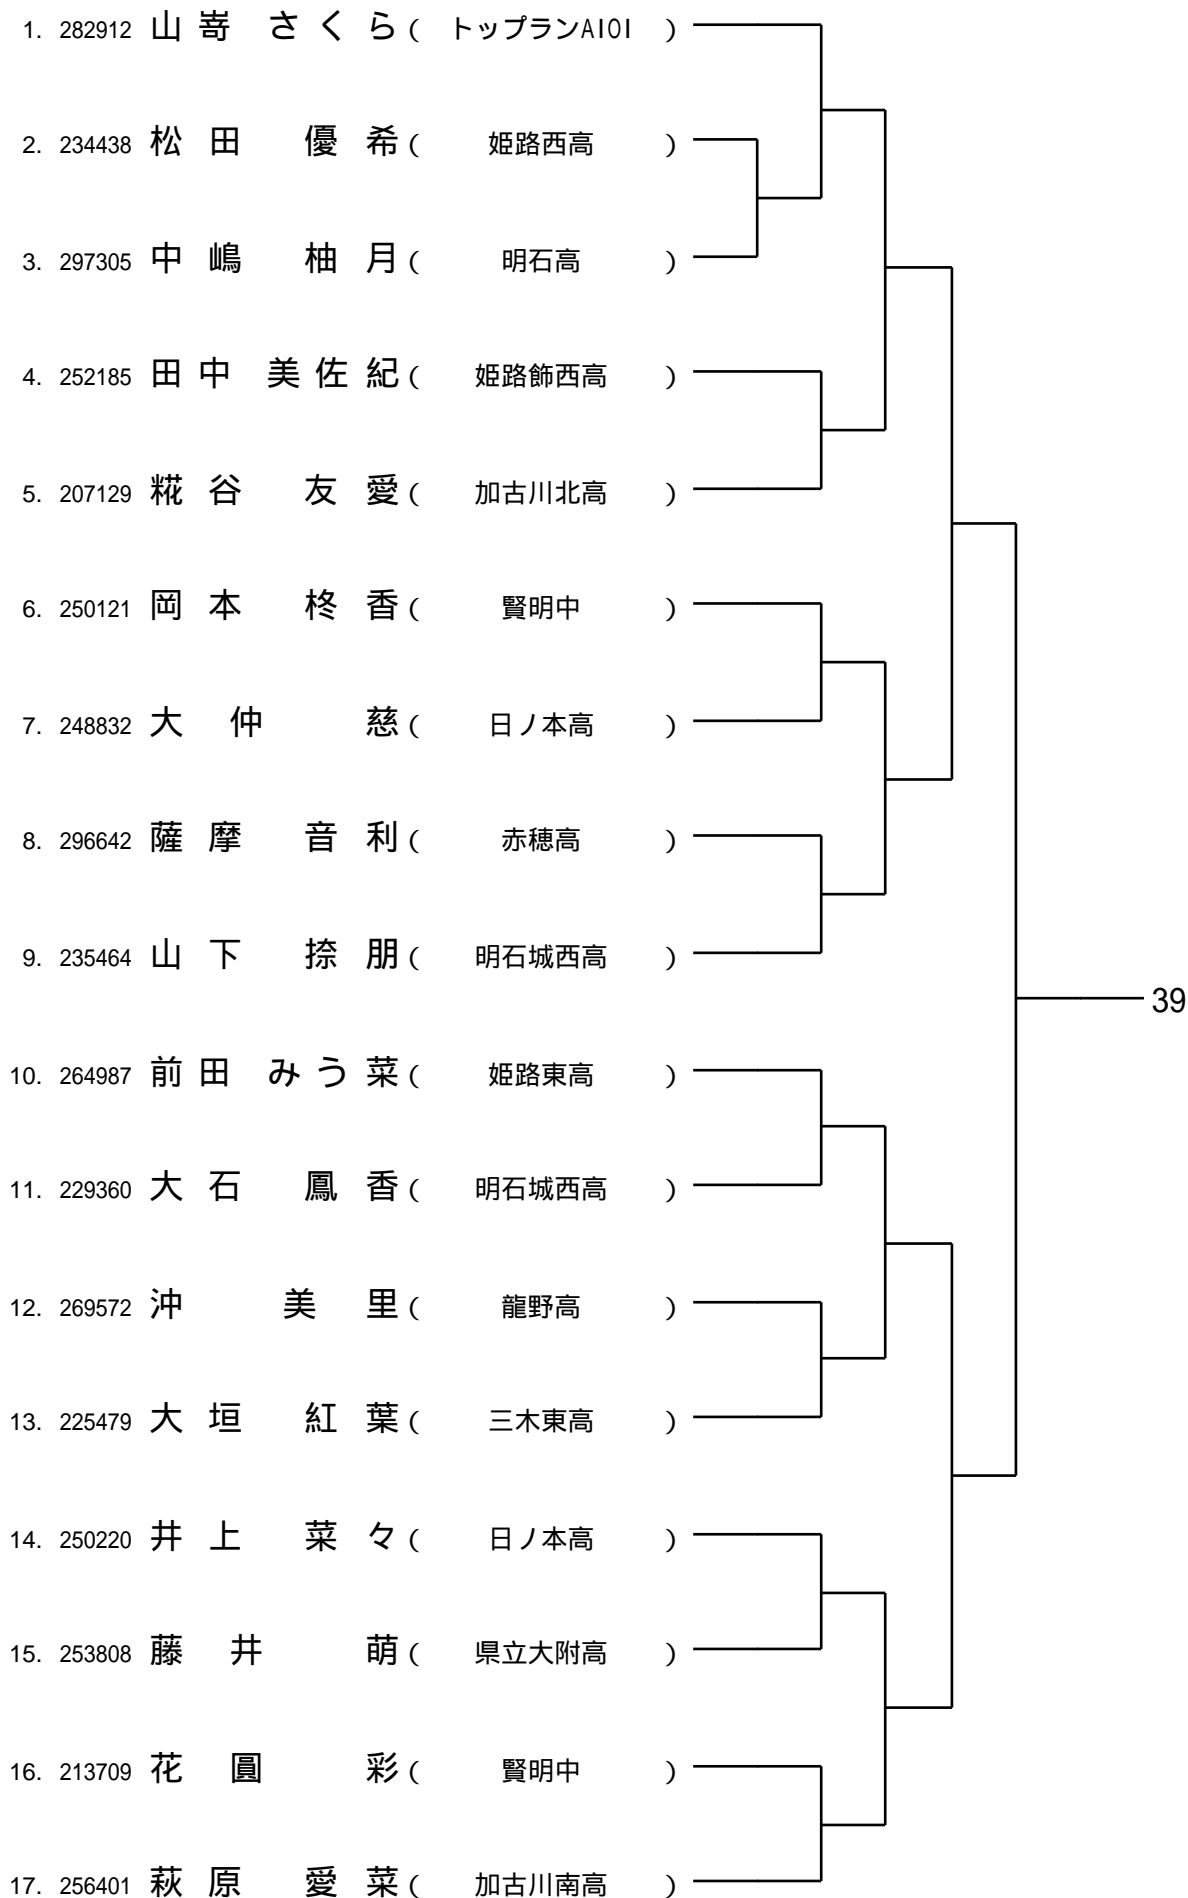 1. 282912 山嵜 さくら ( トップランAIOI )
2. 234438 松田 優希 ( 姫路西高 )
3. 297305 中嶋 柚月 ( 明石高 )
4. 252185 田中 美佐紀 ( 姫路飾西高 )
5. 207129 糀谷 友愛 ( 加古川北高 )
6. 250121 岡本 柊香 ( 賢明中 )
7. 248832 大仲 慈 ( 日ノ本高 )
8. 296642 薩摩 音利 ( 赤穂高 )
9. 235464 山下 捺朋 ( 明石城西高 )
39
10. 264987 前田 みう菜 ( 姫路東高 )
11. 229360 大石 鳳香 ( 明石城西高 )
12. 269572 沖 美里 ( 龍野高 )
13. 225479 大垣 紅葉 ( 三木東高 )
14. 250220 井上 菜々 ( 日ノ本高 )
15. 253808 藤井 萌 ( 県立大附高 )
16. 213709 花圓 彩 ( 賢明中 )
17. 256401 萩原 愛菜 ( 加古川南高 )